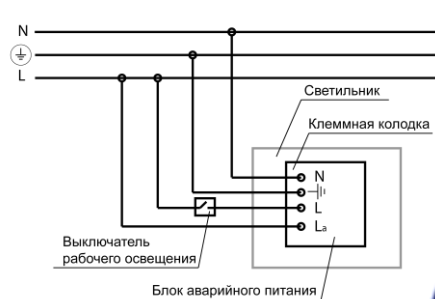 N
L
Светильник
Клеммная колодка
N
L
La
Выключатель
рабочего освещения
Блок аварийного питания